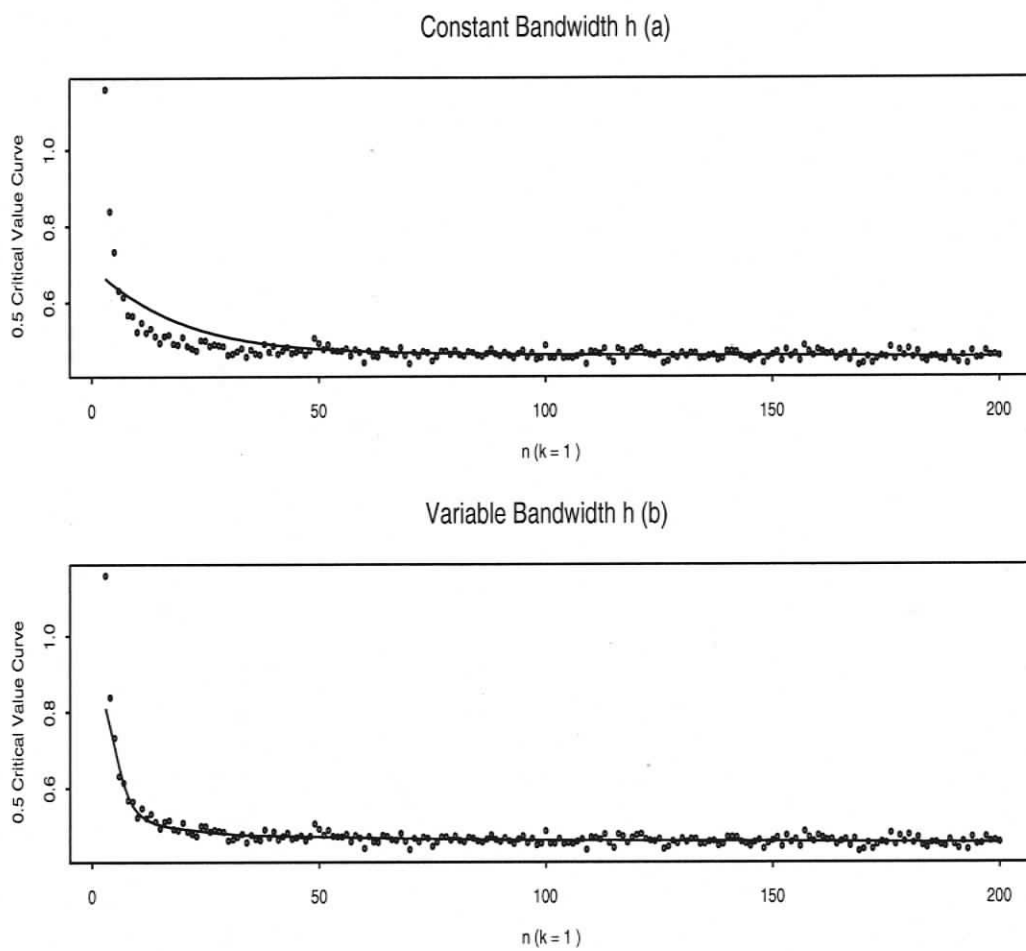 Constant Bandwidth h (a)
0.5 Critical Value Curve
1.0
0.8
0.6
0
50
100
150
200
n (k = 1 )
Variable Bandwidth h (b)
0.5 Critical Value Curve
1.0
0.8
0.6
0
50
100
150
200
n (k = 1 )